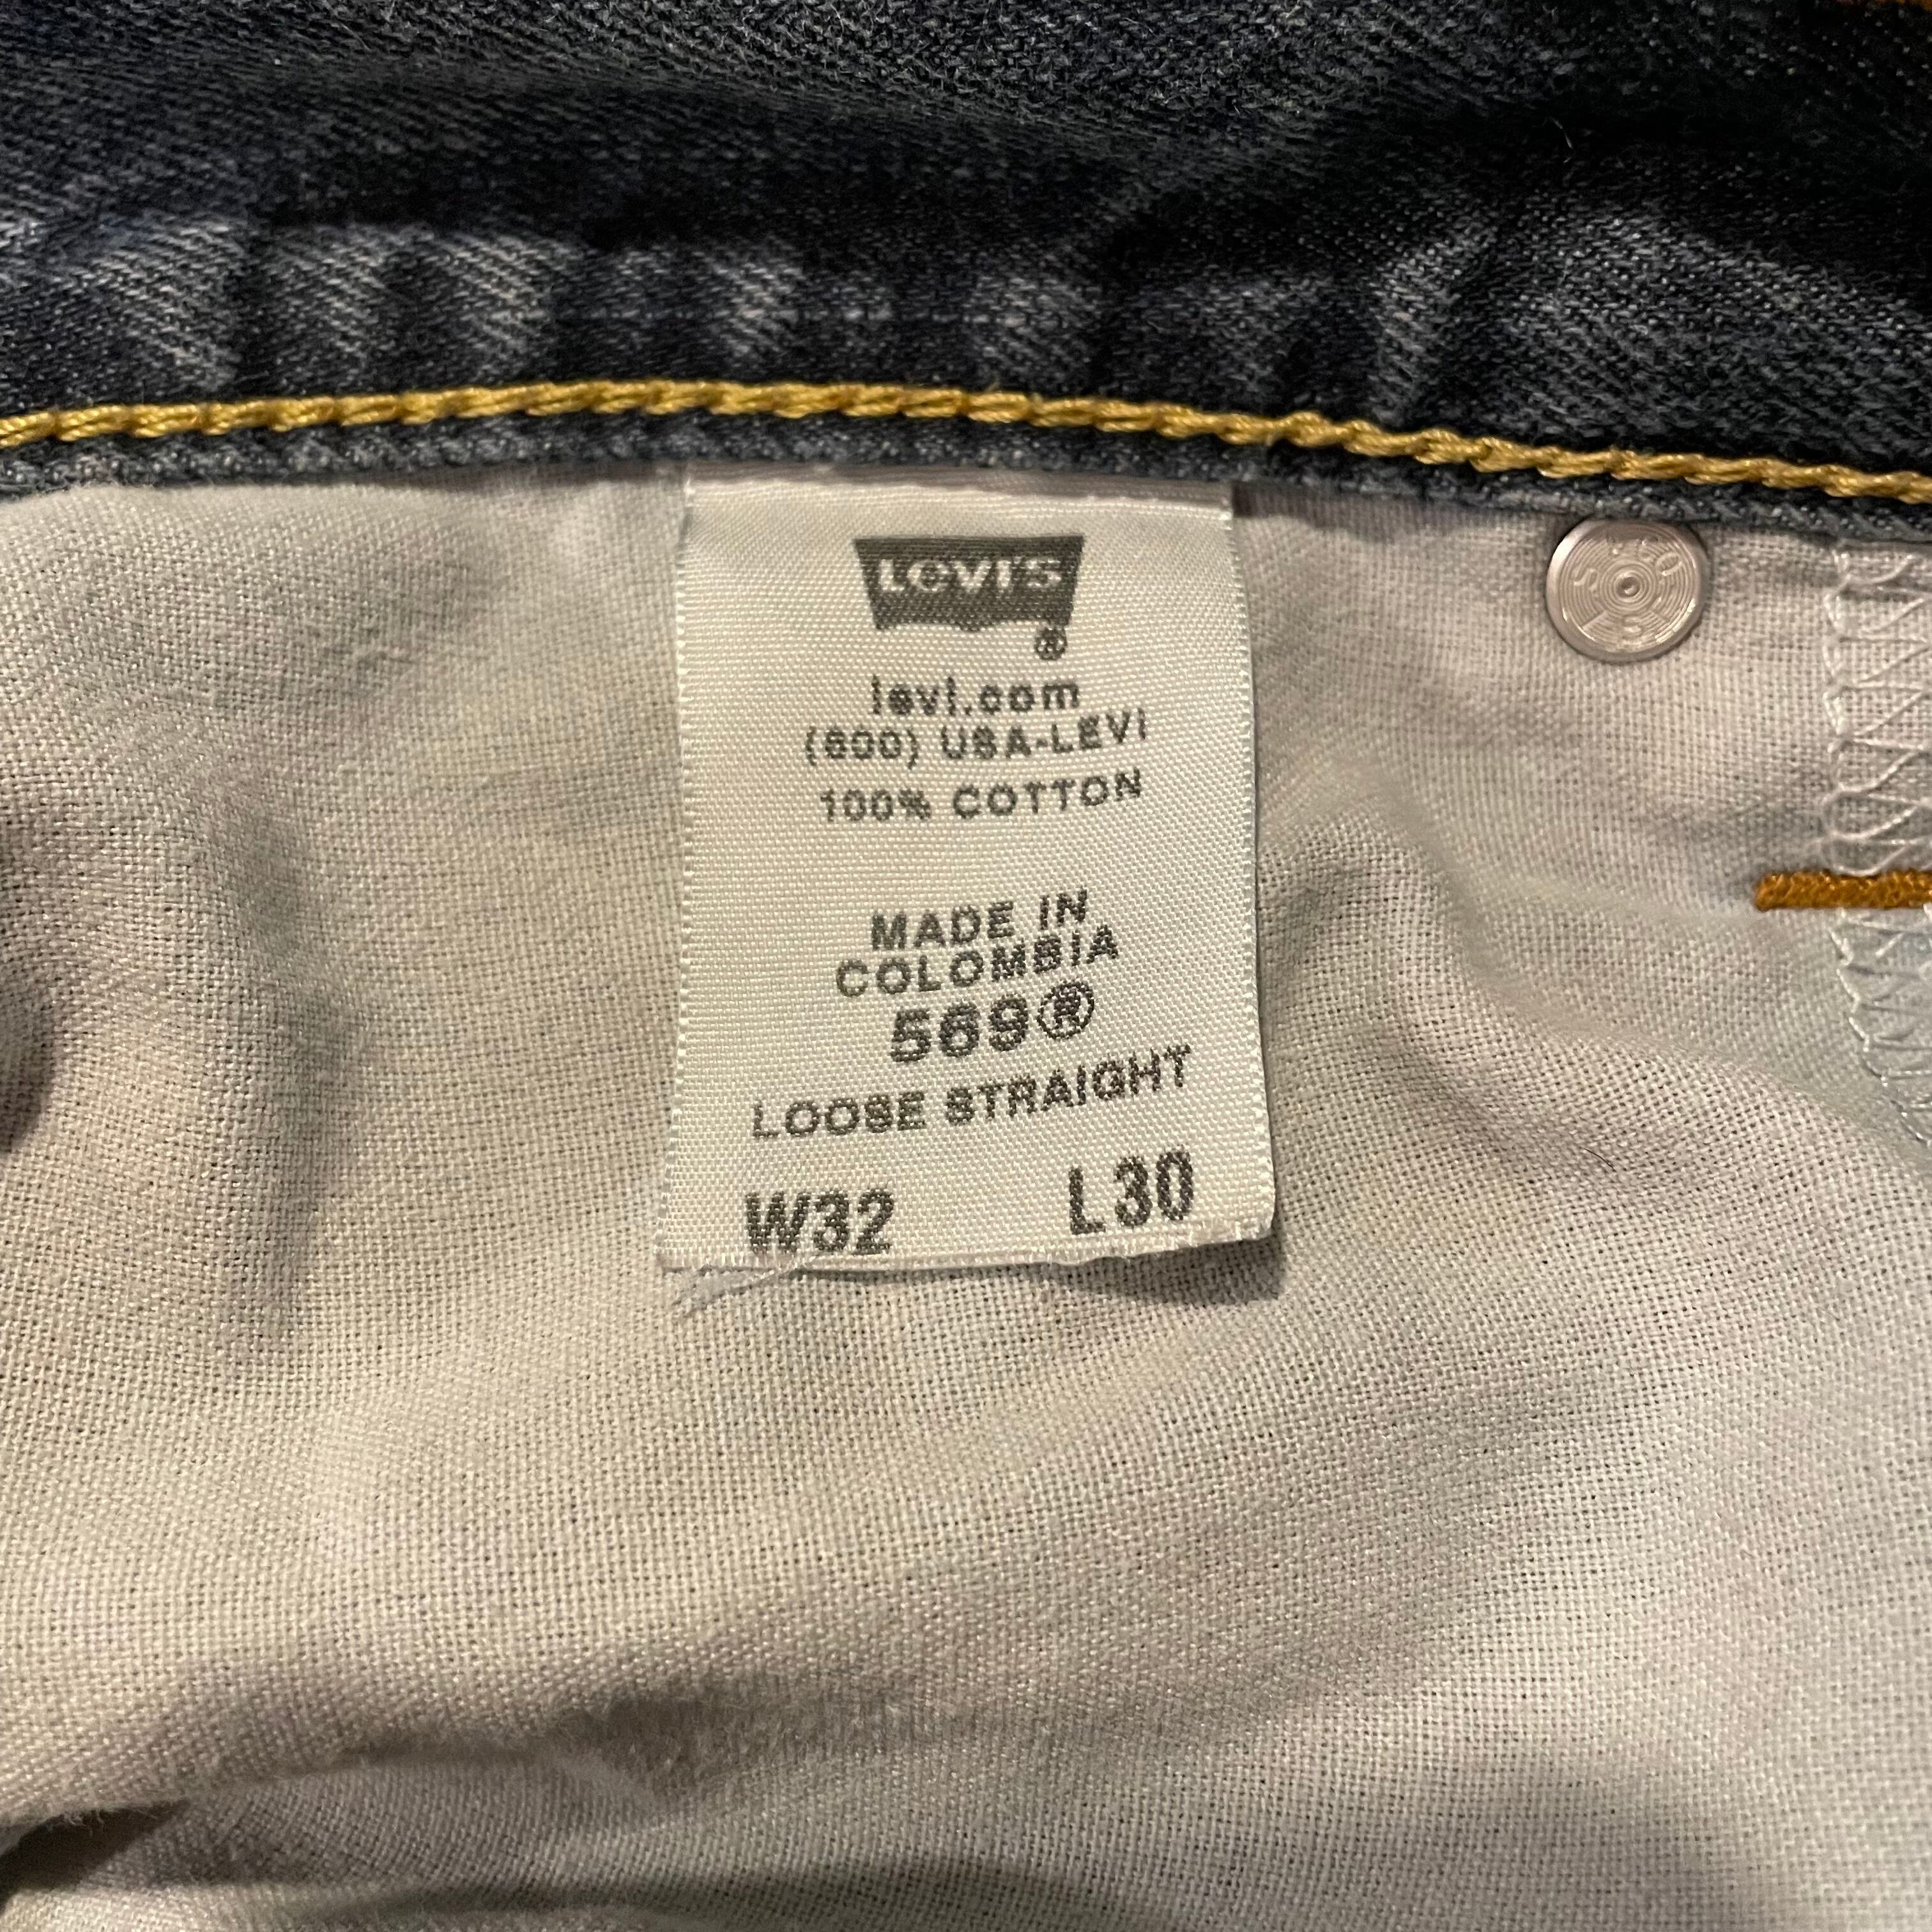 LEVI'S
®
levi.com
(800) USA-LEVI
100% COTTON
MADE IN
COLOMBIA
569®
LOOSE STRAIGHT
W32 L30